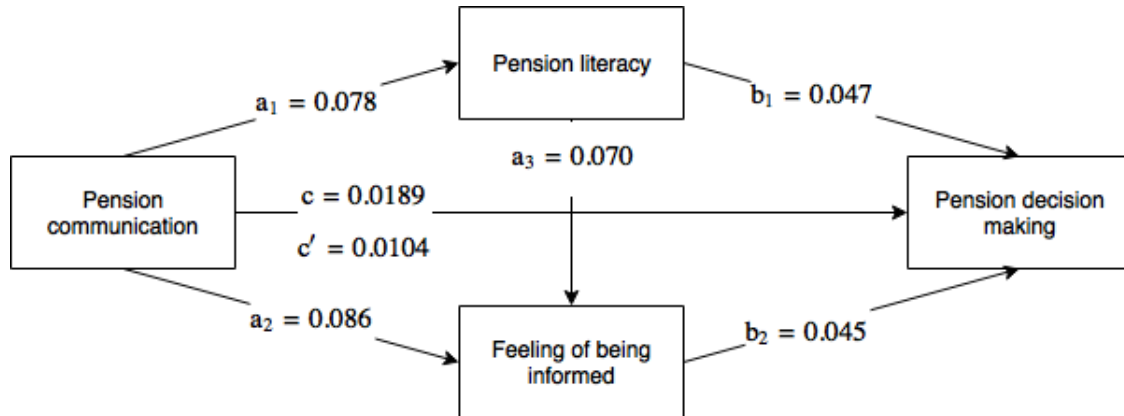 Pension literacy
a₁ = 0.078
b₁ = 0.047
a₃ = 0.070
Pension
communication
c = 0.0189
c′ = 0.0104
Pension decision
making
a₂ = 0.086
b₂ = 0.045
Feeling of being
informed